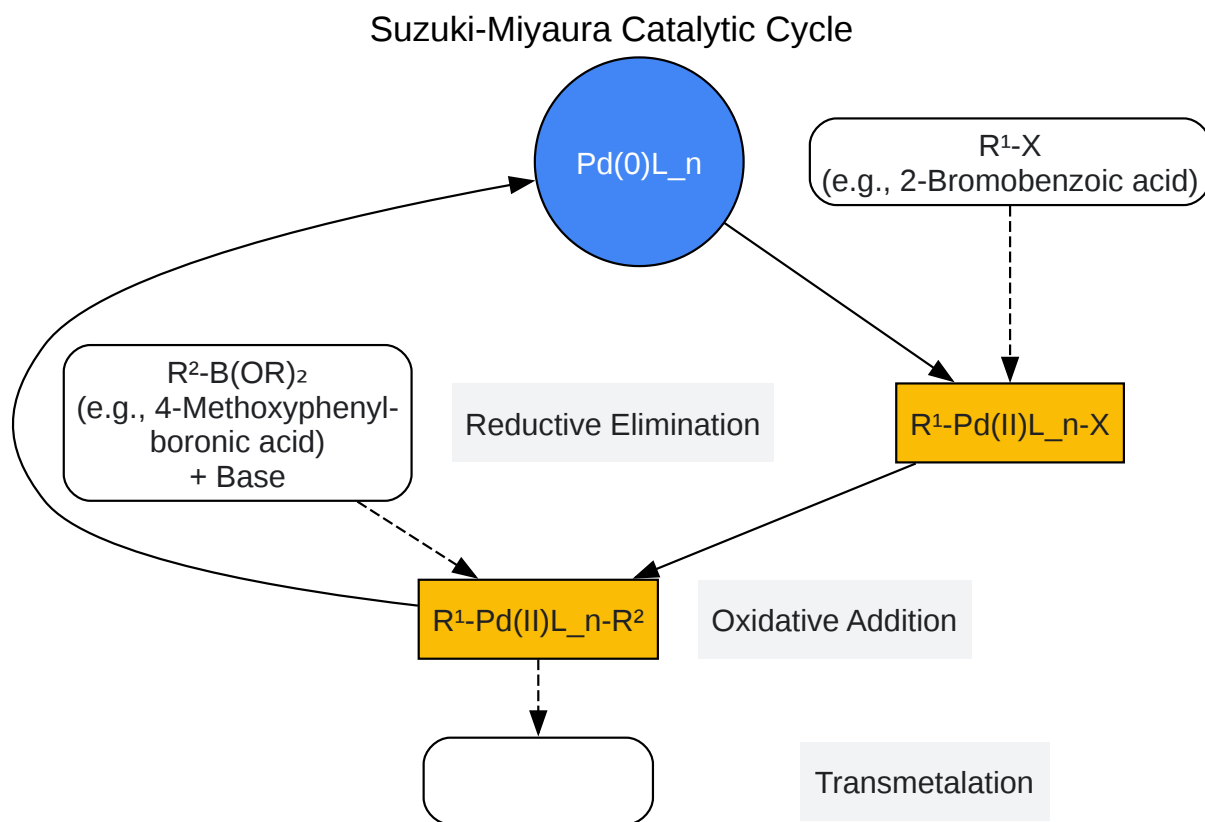 Suzuki-Miyaura Catalytic Cycle
Pd(0)L_n
R¹-X
(e.g., 2-Bromobenzoic acid)
R²-B(OR)₂
(e.g., 4-Methoxyphenyl-
boronic acid)
+ Base
Reductive Elimination
R¹-Pd(II)L_n-X
R¹-Pd(II)L_n-R²
Oxidative Addition
Transmetalation